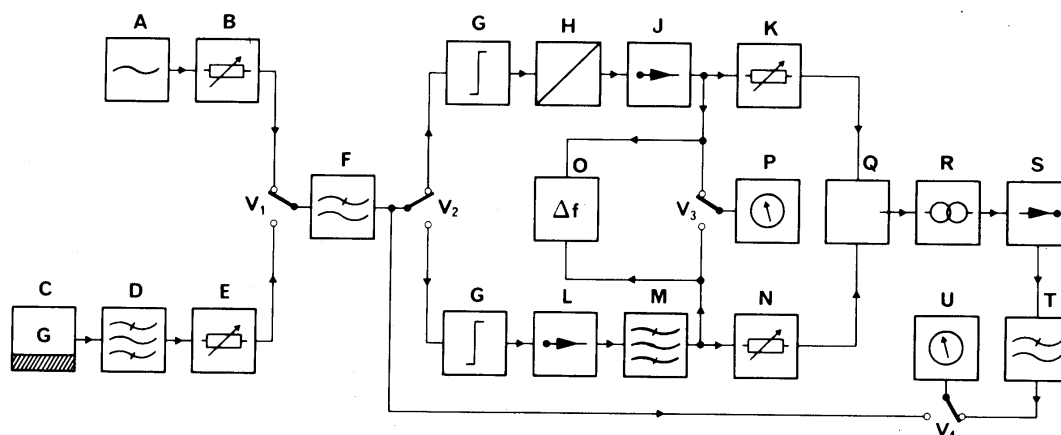 A B G H J K
F O P Q R S
V1 V2 V3
Δf
C D E G L M N U T
G
V4